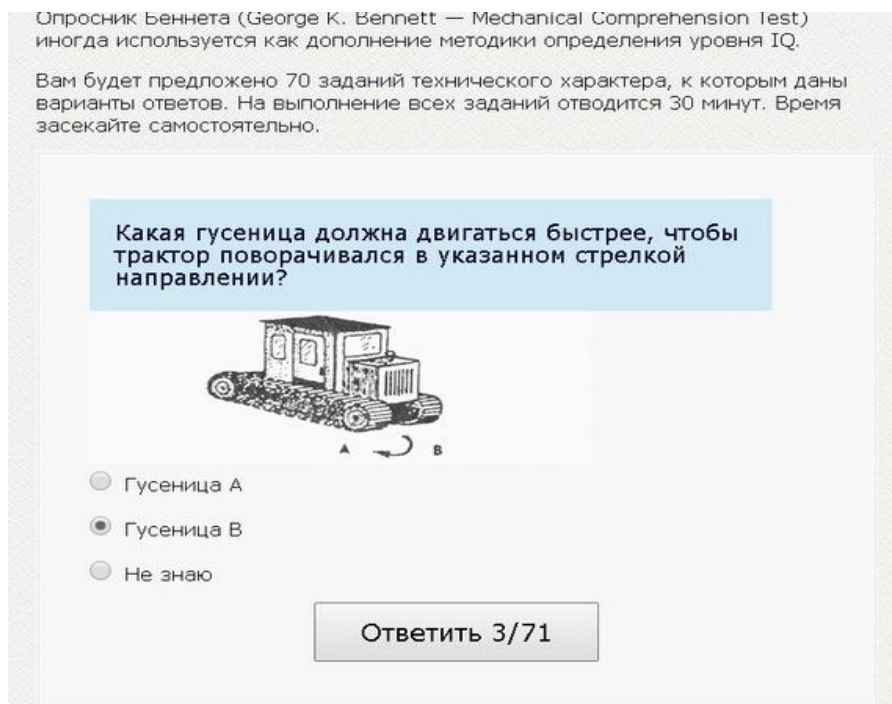 Опросник Беннета (George K. Bennett — Mechanical Comprehension Test)
иногда используется как дополнение методики определения уровня IQ.
Вам будет предложено 70 заданий технического характера, к которым даны
варианты ответов. На выполнение всех заданий отводится 30 минут. Время
засекайте самостоятельно.
Какая гусеница должна двигаться быстрее, чтобы
трактор поворачивался в указанном стрелкой
направлении?
A B
Гусеница А
Гусеница В
Не знаю
Ответить 3/71